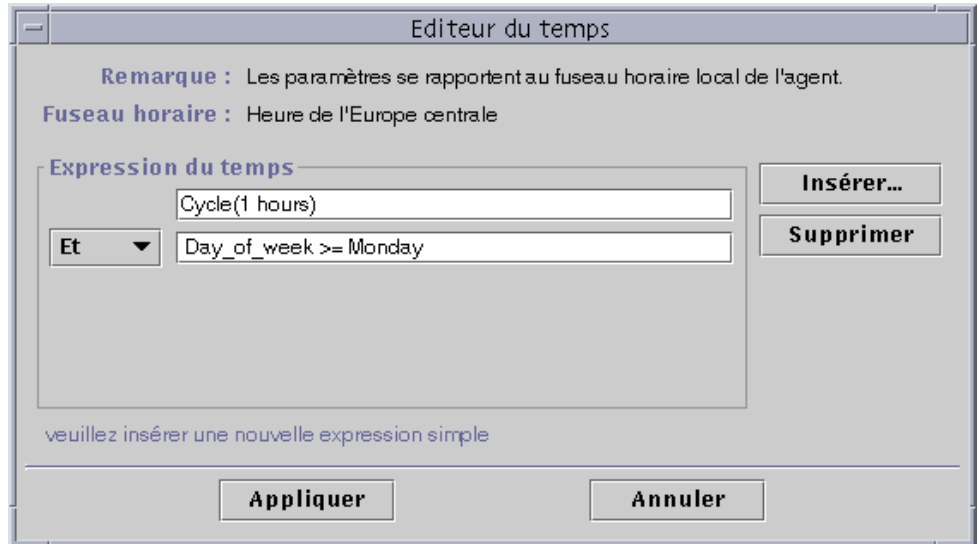 Editeur du temps
Remarque : Les paramètres se rapportent au fuseau horaire local de l'agent.
Fuseau horaire : Heure de l'Europe centrale
Expression du temps
Insérer...
Cycle(1 hours)
Supprimer
Et Day_of_week >= Monday
veuillez insérer une nouvelle expression simple
Appliquer Annuler